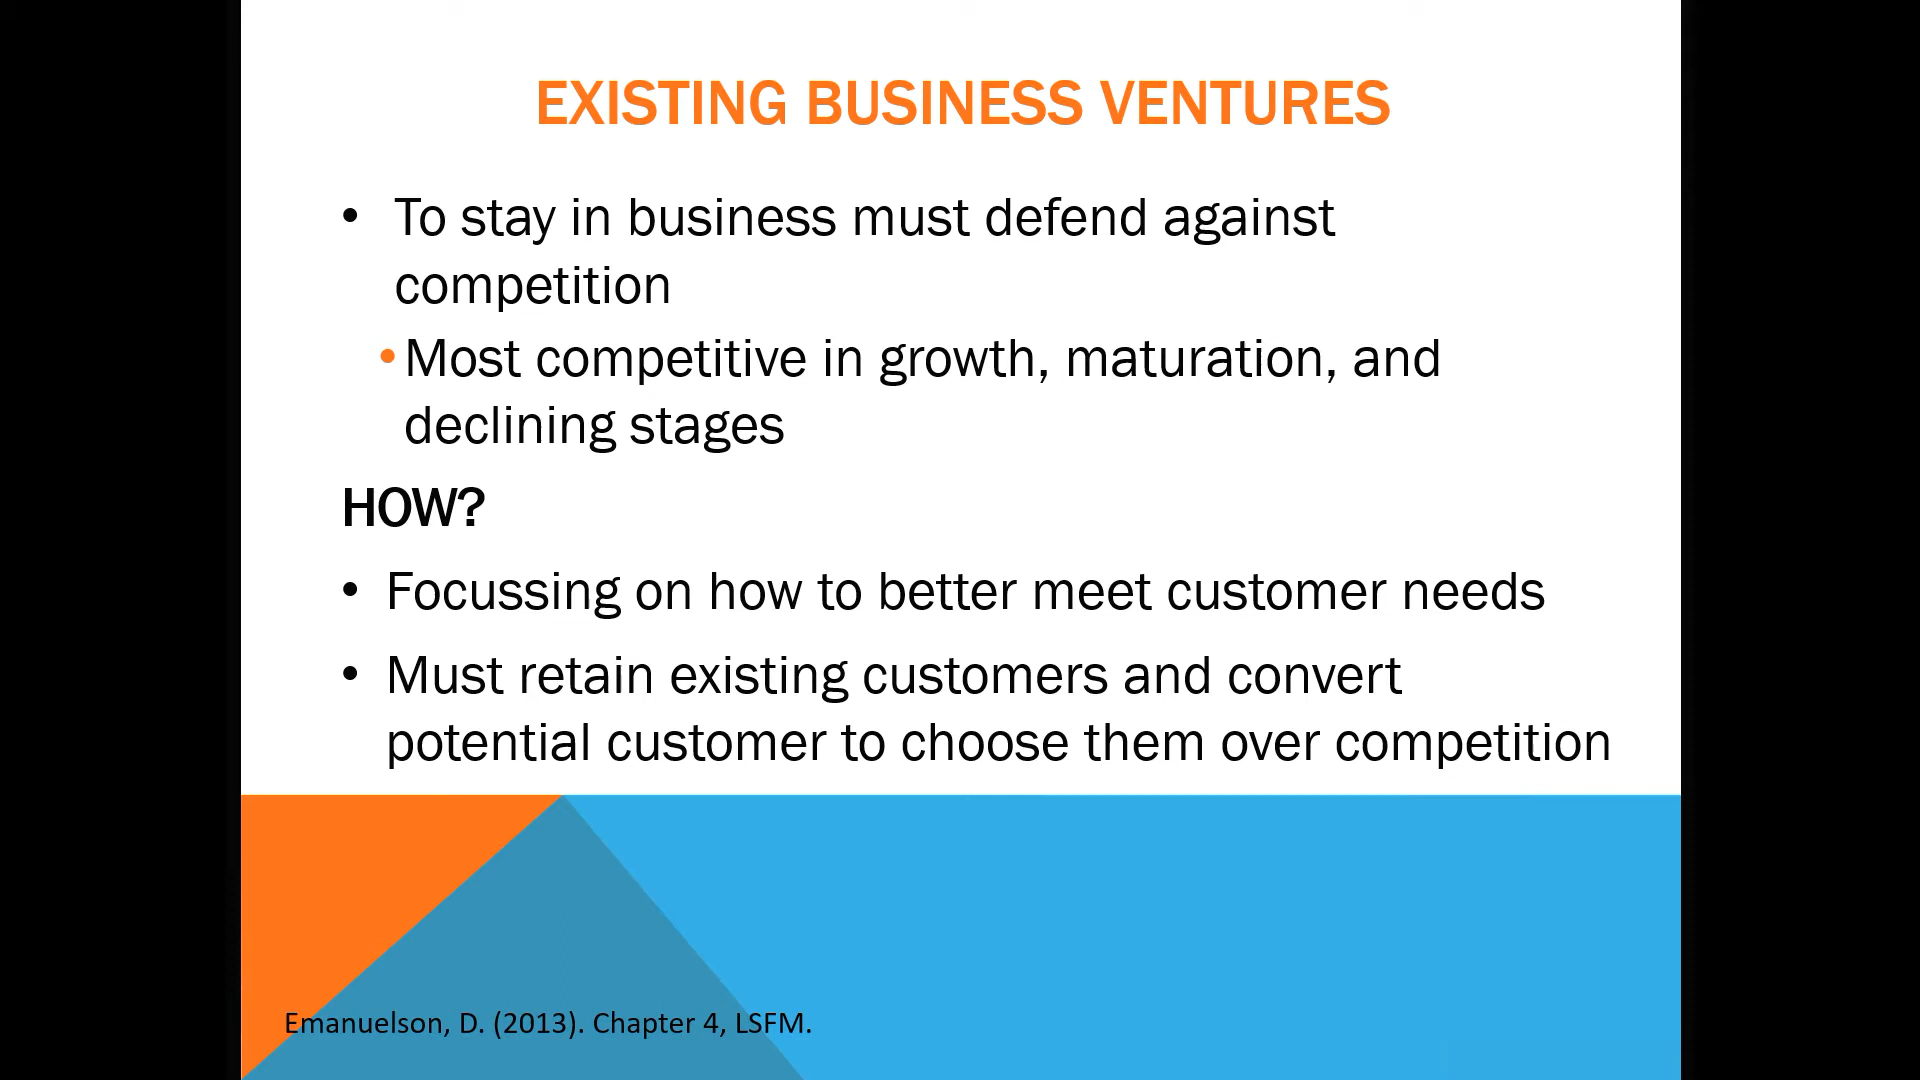 EXISTING BUSINESS VENTURES
• To stay in business must defend against
competition
• Most competitive in growth, maturation, and
declining stages
HOW?
• Focussing on how to better meet customer needs
• Must retain existing customers and convert
potential customer to choose them over competition
Emanuelson, D. (2013). Chapter 4, LSFM.